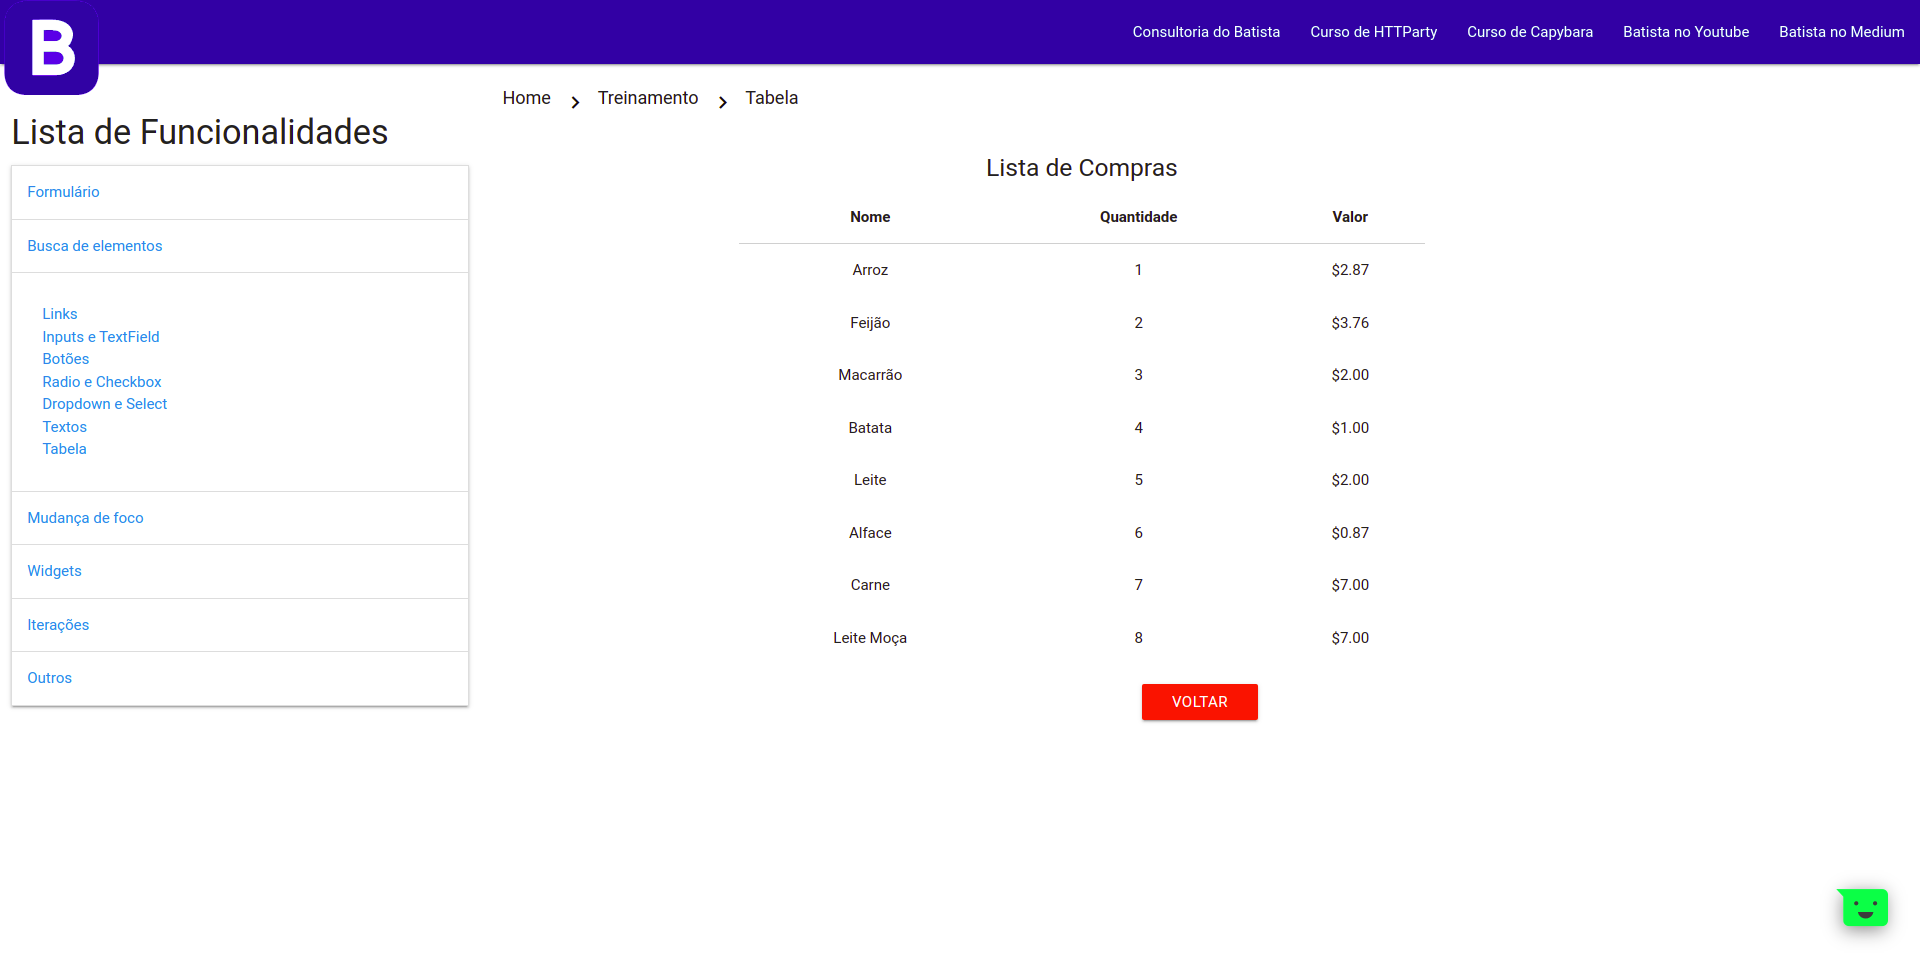 B
Consultoria do Batista Curso de HTTParty Curso de Capybara Batista no Youtube Batista no Medium
Home Treinamento Tabela
Lista de Funcionalidades
Formulário
Busca de elementos
Links
Inputs e TextField
Botões
Radio e Checkbox
Dropdown e Select
Textos
Tabela
Mudança de foco
Widgets
Iterações
Outros
Lista de Compras
Nome Quantidade Valor
Arroz 1 $2.87
Feijão 2 $3.76
Macarrão 3 $2.00
Batata 4 $1.00
Leite 5 $2.00
Alface 6 $0.87
Carne 7 $7.00
Leite Moça 8 $7.00
VOLTAR